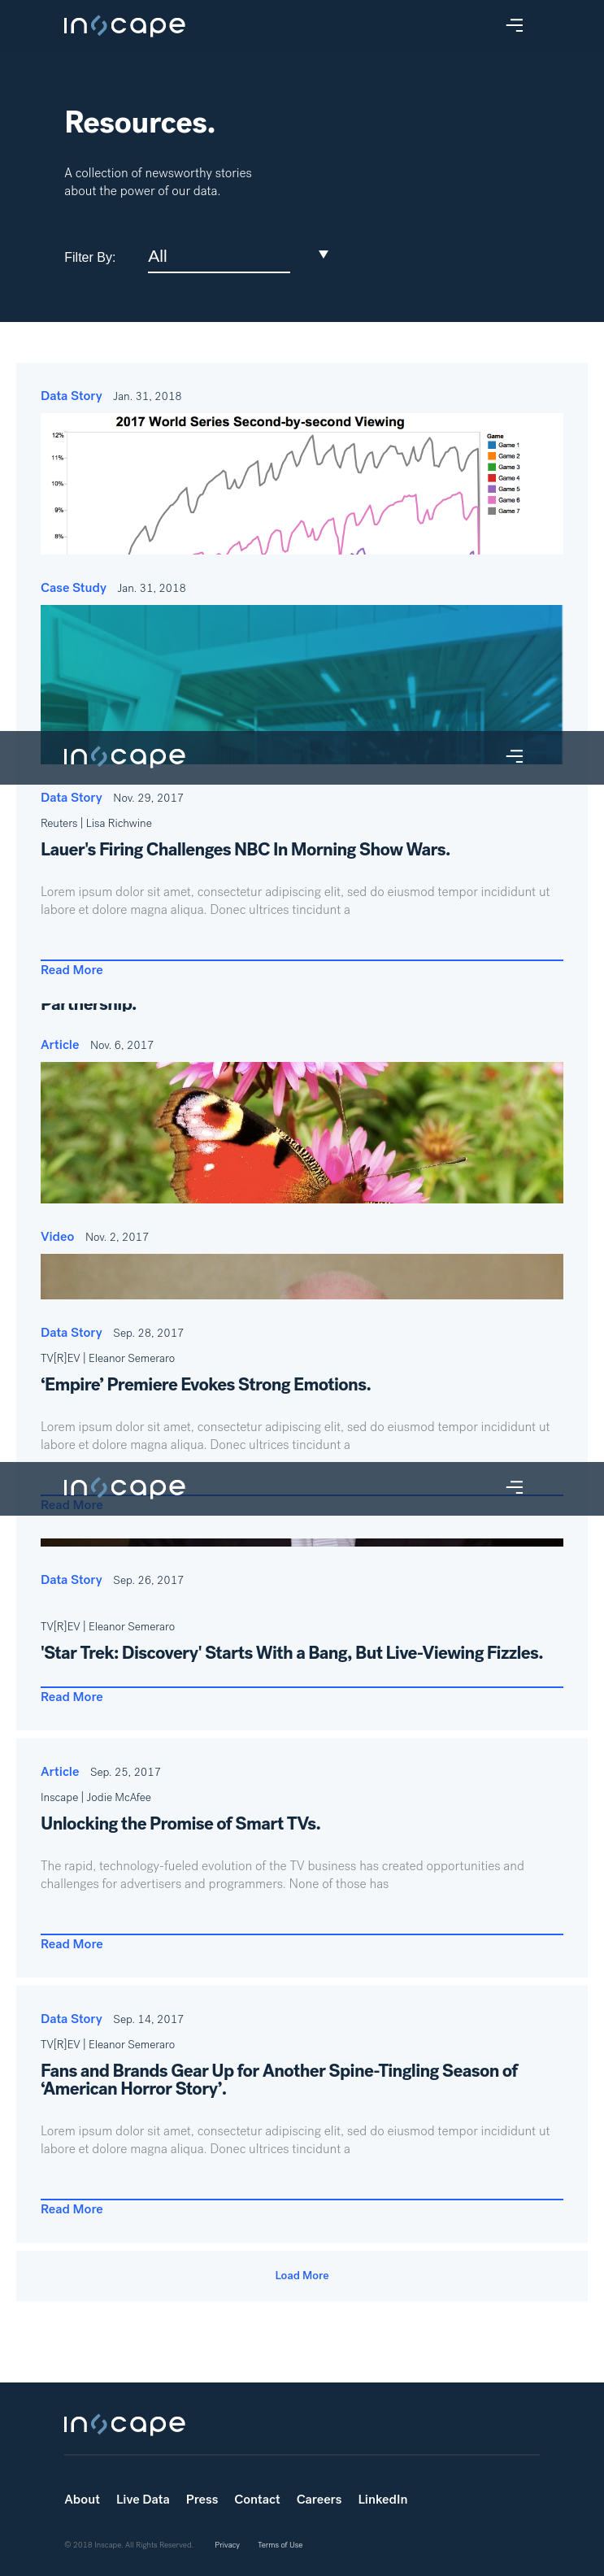 inscape
Resources.
A collection of newsworthy stories
about the power of our data.
Filter By: All
Data Story Jan. 31, 2018
2017 World Series Second-by-second Viewing
12%
11%
10%
9%
8%
Game
Game 1
Game 2
Game 3
Game 4
Game 5
Game 6
Game 7
Case Study Jan. 31, 2018
inscape
Data Story Nov. 29, 2017
Reuters | Lisa Richwine
Lauer's Firing Challenges NBC In Morning Show Wars.
Lorem ipsum dolor sit amet, consectetur adipiscing elit, sed do eiusmod tempor incididunt ut
labore et dolore magna aliqua. Donec ultrices tincidunt a
Read More
Partnership.
Article Nov. 6, 2017
Video Nov. 2, 2017
Data Story Sep. 28, 2017
TV[R]EV | Eleanor Semeraro
‘Empire’ Premiere Evokes Strong Emotions.
Lorem ipsum dolor sit amet, consectetur adipiscing elit, sed do eiusmod tempor incididunt ut
labore et dolore magna aliqua. Donec ultrices tincidunt a
inscape
Read More
Data Story Sep. 26, 2017
TV[R]EV | Eleanor Semeraro
'Star Trek: Discovery' Starts With a Bang, But Live-Viewing Fizzles.
Read More
Article Sep. 25, 2017
Inscape | Jodie McAfee
Unlocking the Promise of Smart TVs.
The rapid, technology-fueled evolution of the TV business has created opportunities and
challenges for advertisers and programmers. None of those has
Read More
Data Story Sep. 14, 2017
TV[R]EV | Eleanor Semeraro
Fans and Brands Gear Up for Another Spine-Tingling Season of
‘American Horror Story’.
Lorem ipsum dolor sit amet, consectetur adipiscing elit, sed do eiusmod tempor incididunt ut
labore et dolore magna aliqua. Donec ultrices tincidunt a
Read More
Load More
inscape
About Live Data Press Contact Careers LinkedIn
© 2018 Inscape. All Rights Reserved. Privacy Terms of Use